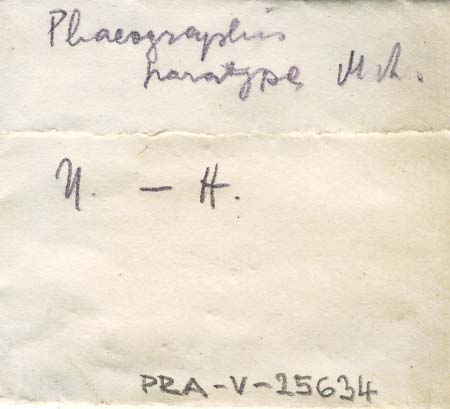 Phaeographis
paratype M.A.
N. – H.
PRA-V-25634